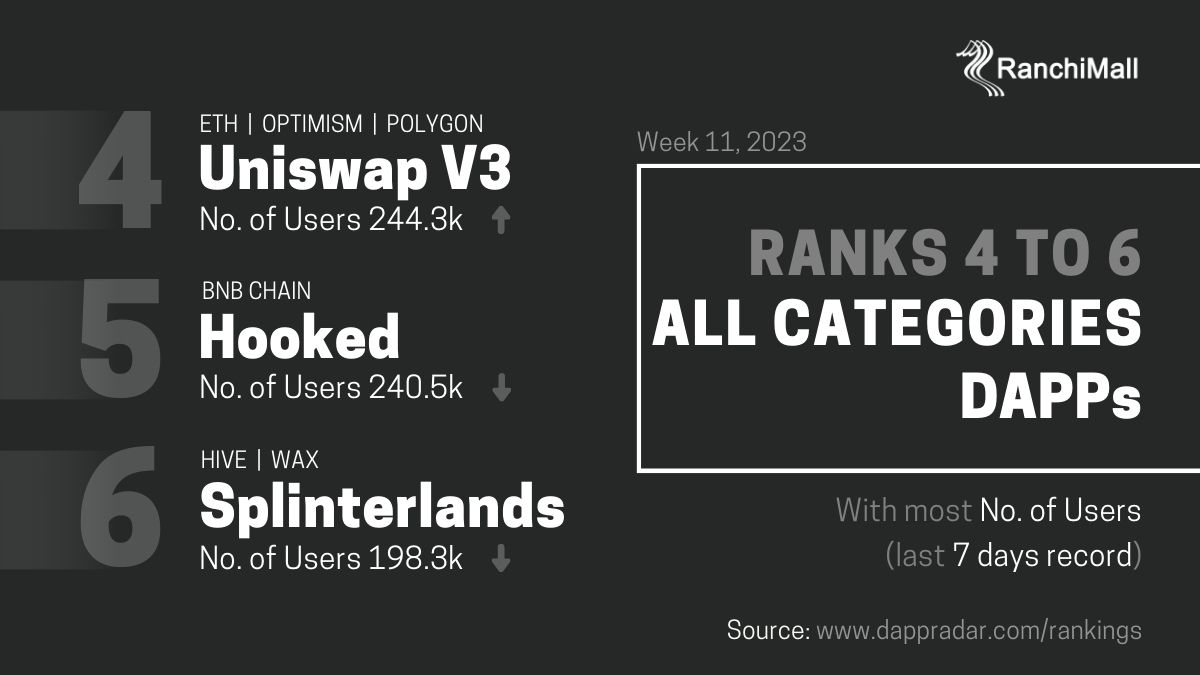 RanchiMall
4
ETH | OPTIMISM | POLYGON
Uniswap V3
No. of Users 244.3k
5
BNB CHAIN
Hooked
No. of Users 240.5k
6
HIVE | WAX
Splinterlands
No. of Users 198.3k
Week 11, 2023
RANKS 4 TO 6
ALL CATEGORIES
DAPPs
With most No. of Users
(last 7 days record)
Source: www.dappradar.com/rankings